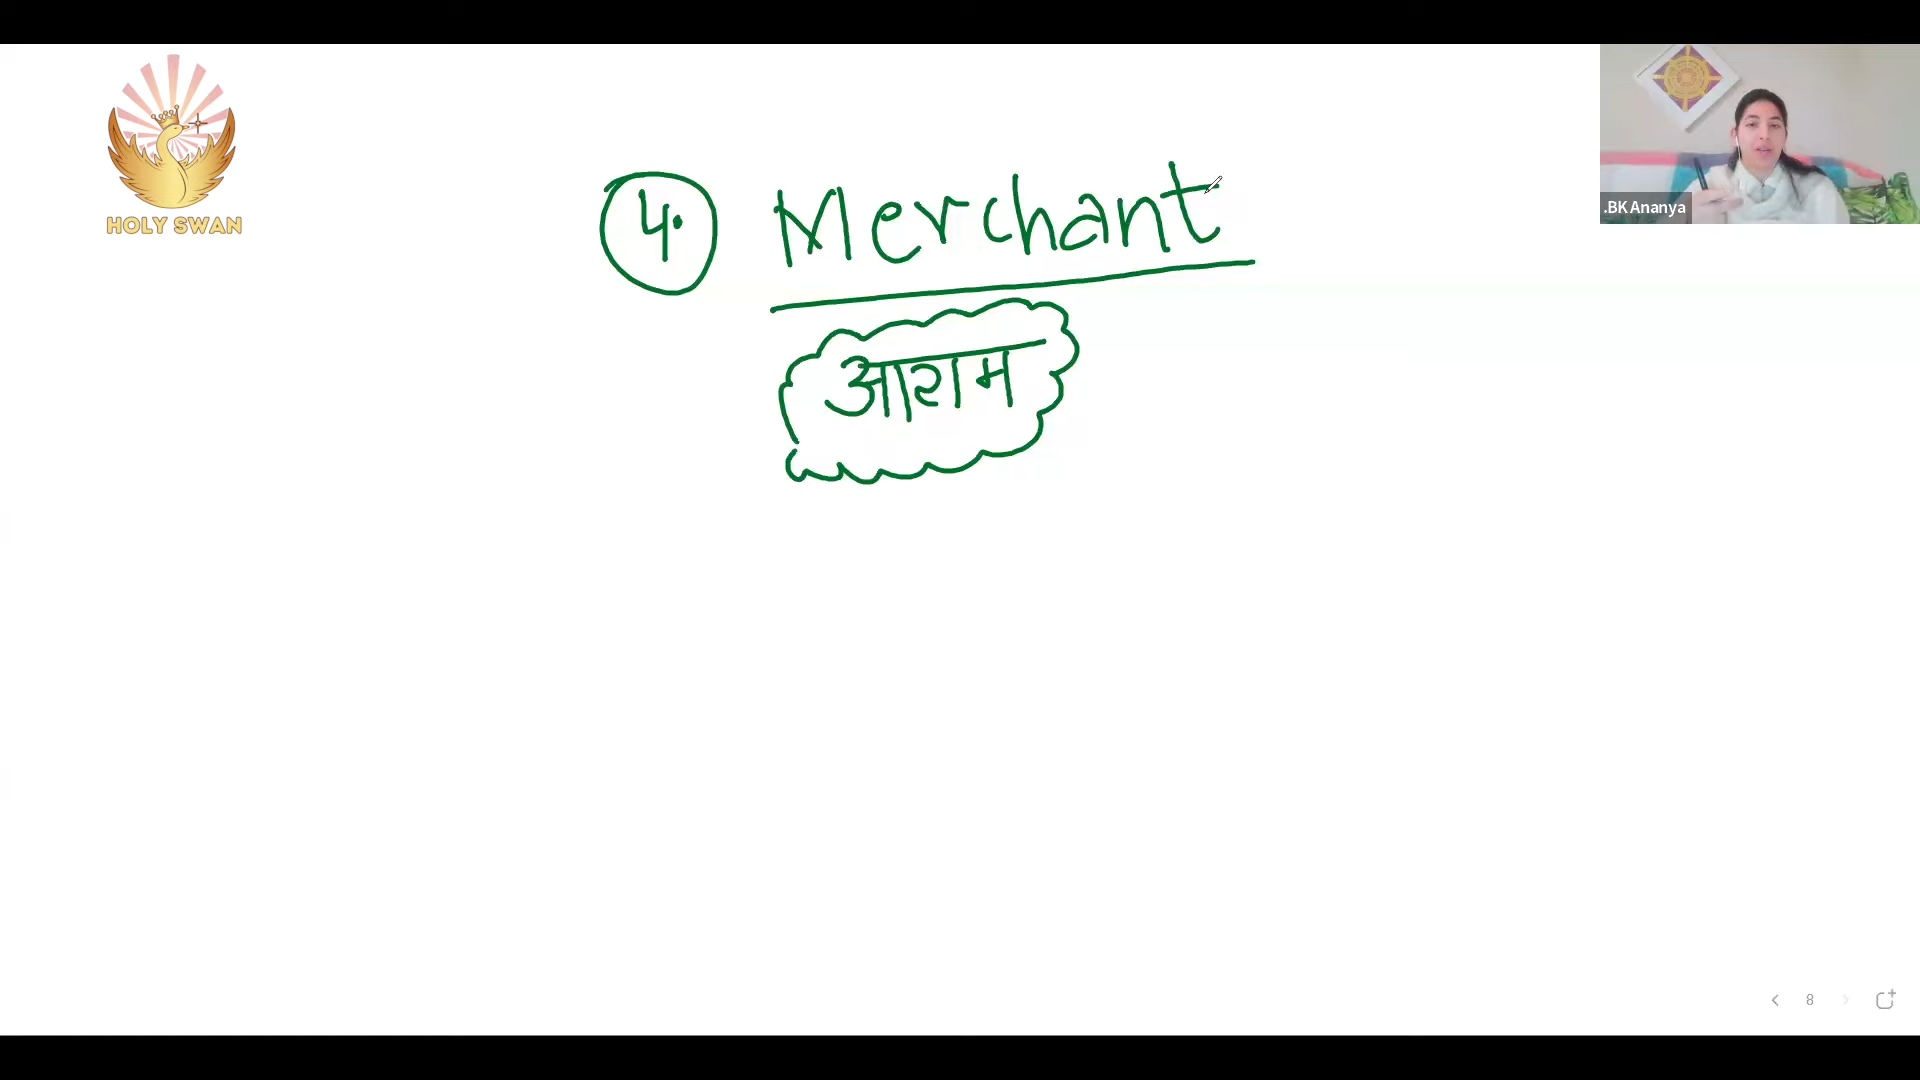 HOLY SWAN
.BK Ananya
4. Merchant
आराम
8